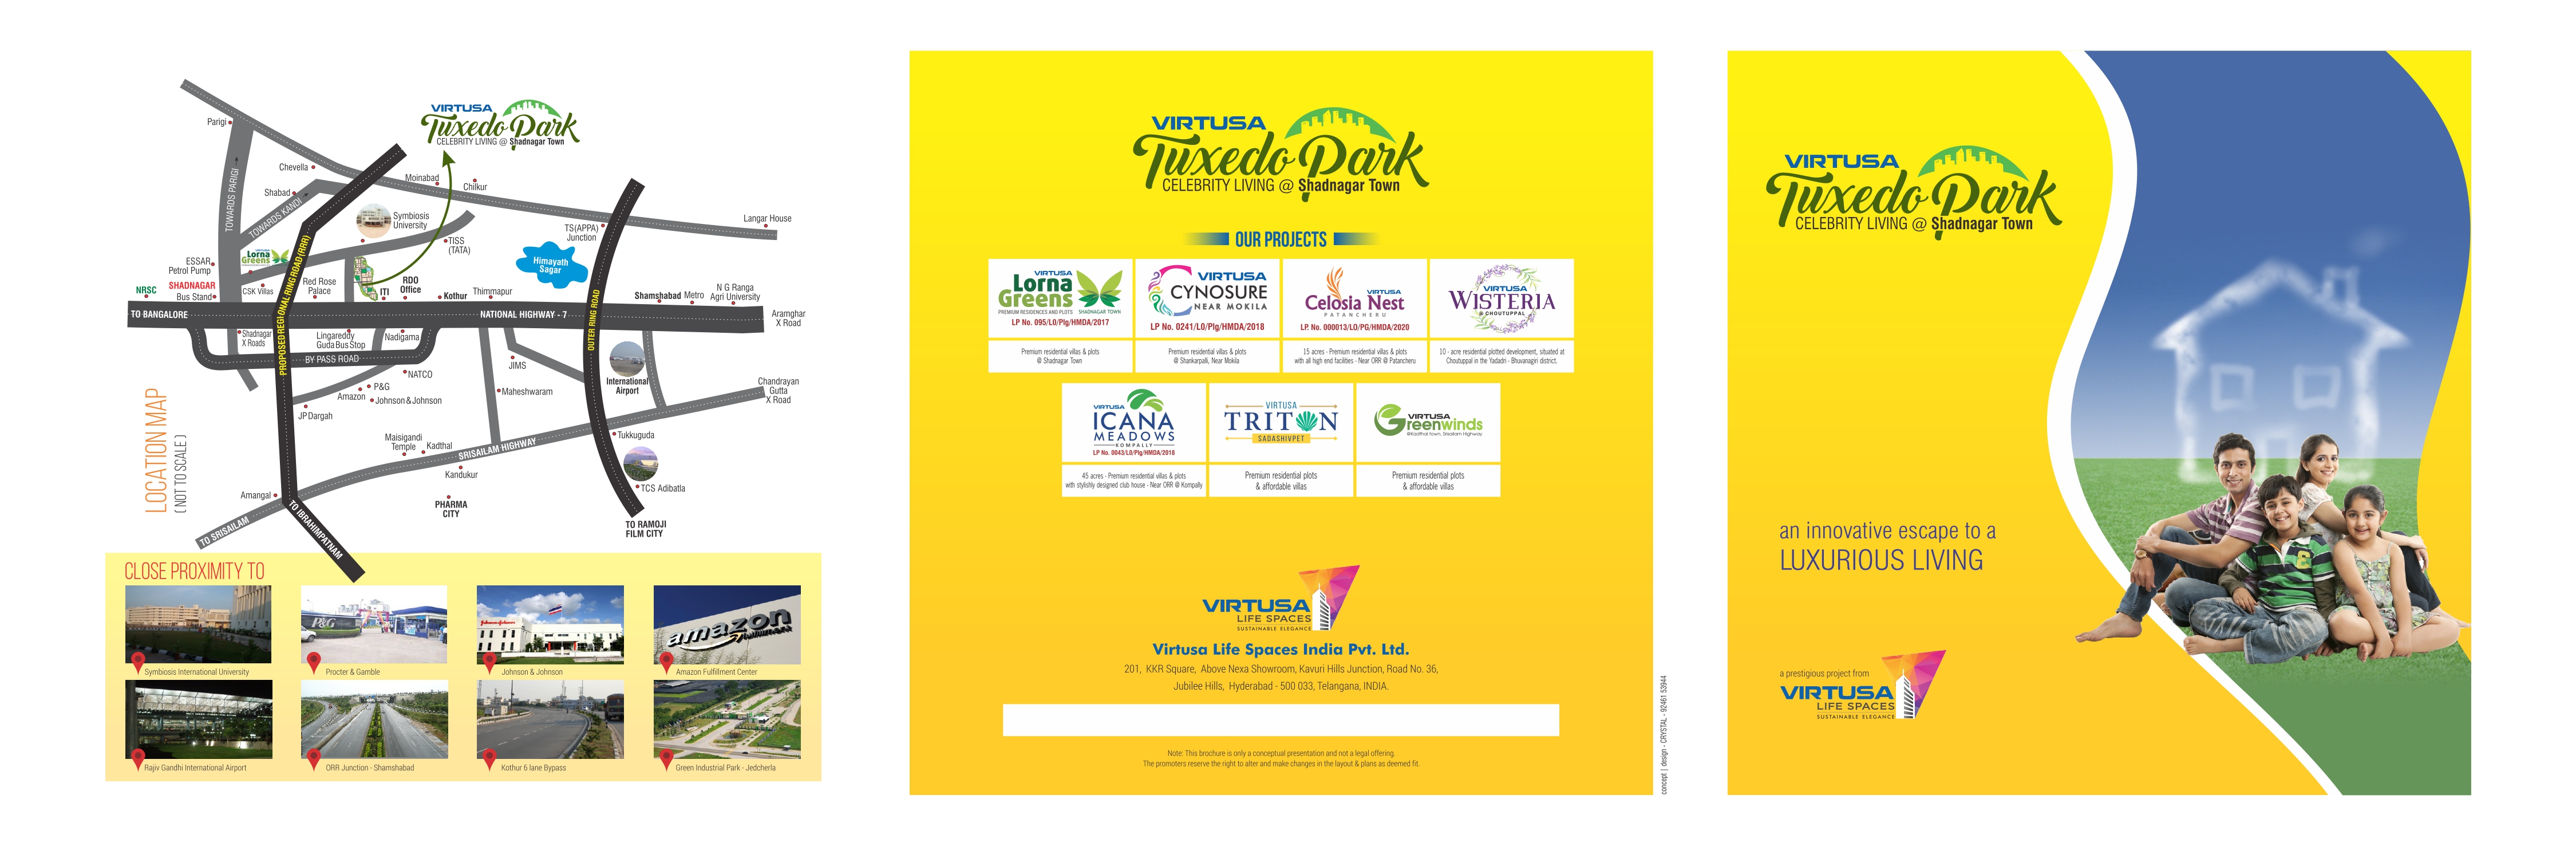 VIRTUSA
Tuxedo Park
CELEBRITY LIVING @ Shadnagar Town
Parigi
Chevella
Shabad
Moinabad
Chilkur
TOWARDS PARIGI
TOWARDS KANDI
Symbiosis
University
TISS
(TATA)
TS(APPA)
Junction
Langar House
Himayath
Sagar
ESSAR
Petrol Pump
VIRTUSA
Lorna
Greens
SHADNAGAR
Bus Stand
NRSC
CSK Villas
Red Rose
Palace
ITI
RDO
Office
Kothur
Thimmapur
Shamshabad
Metro
N G Ranga
Agri University
TO BANGALORE
NATIONAL HIGHWAY - 7
Aramghar
X Road
PROPOSED REGIONAL RING ROAD (RRR)
OUTER RING ROAD
Shadnagar
X Roads
Lingareddy
Guda Bus Stop
Nadigama
BY PASS ROAD
NATCO
P&G
Amazon
Johnson & Johnson
JP Dargah
JIMS
Maheshwaram
International
Airport
Chandrayan
Gutta
X Road
Maisigandi
Temple
Kadthal
SRISAILAM HIGHWAY
Tukkuguda
Kandukur
TCS Adibatla
Amangal
PHARMA
CITY
TO SRISAILAM
TO IBRAHIMPATNAM
TO RAMOJI
FILM CITY
LOCATION MAP
[ NOT TO SCALE ]
CLOSE PROXIMITY TO
P&G
Johnson & Johnson
amazon
Symbiosis International University
Procter & Gamble
Johnson & Johnson
Amazon Fulfillment Center
Rajiv Gandhi International Airport
ORR Junction - Shamshabad
Kothur 6 lane Bypass
Green Industrial Park - Jedcherla
VIRTUSA
Tuxedo Park
CELEBRITY LIVING @ Shadnagar Town
OUR PROJECTS
VIRTUSA
Lorna
Greens
PREMIUM RESIDENCES AND PLOTS SHADNAGAR TOWN
LP No. 095/LO/Plg/HMDA/2017
Premium residential villas & plots
@ Shadnagar Town
VIRTUSA
CYNOSURE
NEAR MOKILA
LP No. 0241/LO/Plg/HMDA/2018
Premium residential villas & plots
@ Shankarpalli, Near Mokila
VIRTUSA
Celosia Nest
PATANCHERU
LP. No. 000013/LO/PG/HMDA/2020
15 acres - Premium residential villas & plots
with all high end facilities - Near ORR @ Patancheru
VIRTUSA
WISTERIA
@ CHOUTUPPAL
10 - acre residential plotted development, situated at
Choutuppal in the Yadadri - Bhuvanagiri district.
VIRTUSA
ICANA
MEADOWS
KOMPALLY
LP No. 0043/LO/Plg/HMDA/2018
45 acres - Premium residential villas & plots
with stylishly designed club house - Near ORR @ Kompally
VIRTUSA
TRITON
SADASHIVPET
Premium residential plots
& affordable villas
VIRTUSA
Greenwinds
@Kadthal town, Srisailam Highway
Premium residential plots
& affordable villas
VIRTUSA
LIFE SPACES
SUSTAINABLE ELEGANCE
Virtusa Life Spaces India Pvt. Ltd.
201, KKR Square, Above Nexa Showroom, Kavuri Hills Junction, Road No. 36,
Jubilee Hills, Hyderabad - 500 033, Telangana, INDIA.
Note: This brochure is only a conceptual presentation and not a legal offering.
The promoters reserve the right to alter and make changes in the layout & plans as deemed fit.
concept | design - CRYSTAL - 92461 53944
VIRTUSA
Tuxedo Park
CELEBRITY LIVING @ Shadnagar Town
an innovative escape to a
LUXURIOUS LIVING
a prestigious project from
VIRTUSA
LIFE SPACES
SUSTAINABLE ELEGANCE